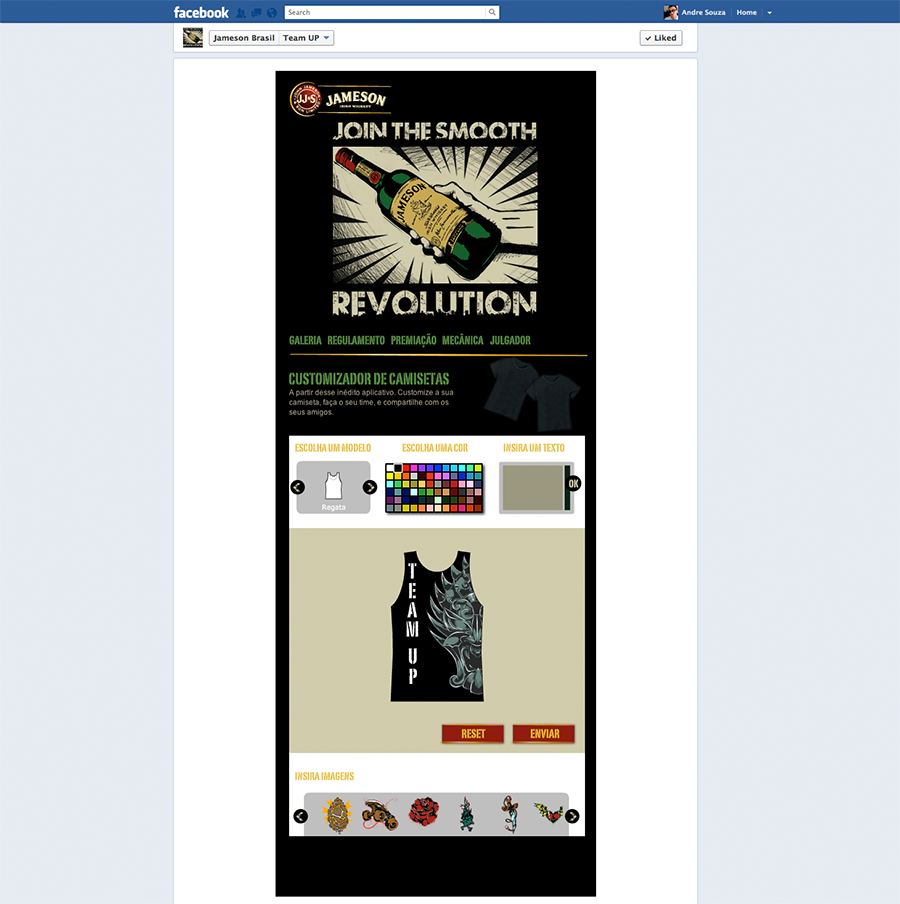 facebook
Search
Andre Souza
Home
Jameson Brasil
Team UP
Liked
JJ&S
JAMESON
IRISH WHISKEY
JOIN THE SMOOTH
JAMESON
REVOLUTION
GALERIA REGULAMENTO PREMIAÇÃO MECÂNICA JULGADOR
CUSTOMIZADOR DE CAMISETAS
A partir desse inédito aplicativo. Customize a sua
camiseta, faça o seu time, e compartilhe com os
seus amigos.
ESCOLHA UM MODELO
ESCOLHA UMA COR
INSIRA UM TEXTO
Regata
OK
TEAM UP
RESET
ENVIAR
INSIRA IMAGENS